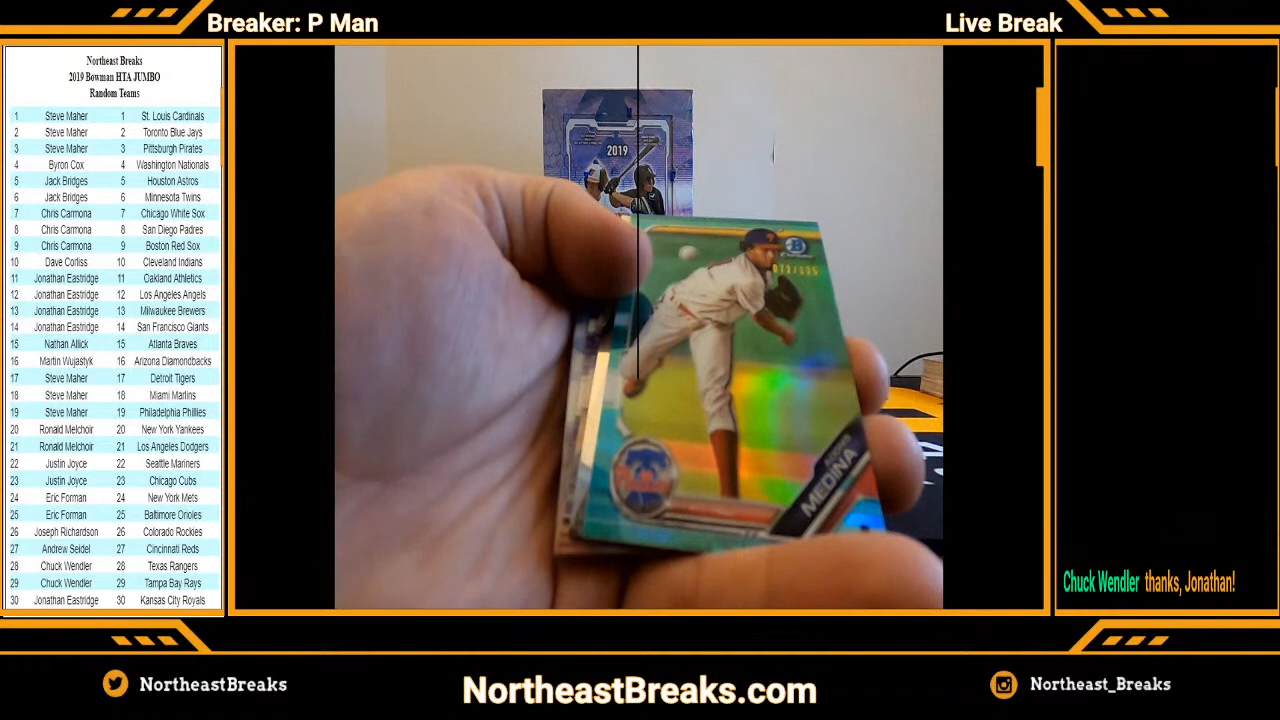 Breaker: P Man
Live Break
Northeast Breaks
2019 Bowman HTA JUMBO
Random Teams
1 Steve Maher 1 St. Louis Cardinals
2 Steve Maher 2 Toronto Blue Jays
3 Steve Maher 3 Pittsburgh Pirates
4 Byron Cox 4 Washington Nationals
5 Jack Bridges 5 Houston Astros
6 Jack Bridges 6 Minnesota Twins
7 Chris Carmona 7 Chicago White Sox
8 Chris Carmona 8 San Diego Padres
9 Chris Carmona 9 Boston Red Sox
10 Dave Corliss 10 Cleveland Indians
11 Jonathan Eastridge 11 Oakland Athletics
12 Jonathan Eastridge 12 Los Angeles Angels
13 Jonathan Eastridge 13 Milwaukee Brewers
14 Jonathan Eastridge 14 San Francisco Giants
15 Nathan Allick 15 Atlanta Braves
16 Martin Wujastyk 16 Arizona Diamondbacks
17 Steve Maher 17 Detroit Tigers
18 Steve Maher 18 Miami Marlins
19 Steve Maher 19 Philadelphia Phillies
20 Ronald Melchoir 20 New York Yankees
21 Ronald Melchoir 21 Los Angeles Dodgers
22 Justin Joyce 22 Seattle Mariners
23 Justin Joyce 23 Chicago Cubs
24 Eric Forman 24 New York Mets
25 Eric Forman 25 Baltimore Orioles
26 Joseph Richardson 26 Colorado Rockies
27 Andrew Seidel 27 Cincinnati Reds
28 Chuck Wendler 28 Texas Rangers
29 Chuck Wendler 29 Tampa Bay Rays
30 Jonathan Eastridge 30 Kansas City Royals
2019
B
MEDINA
Chuck Wendler thanks, Jonathan!
NortheastBreaks
NortheastBreaks.com
Northeast_Breaks